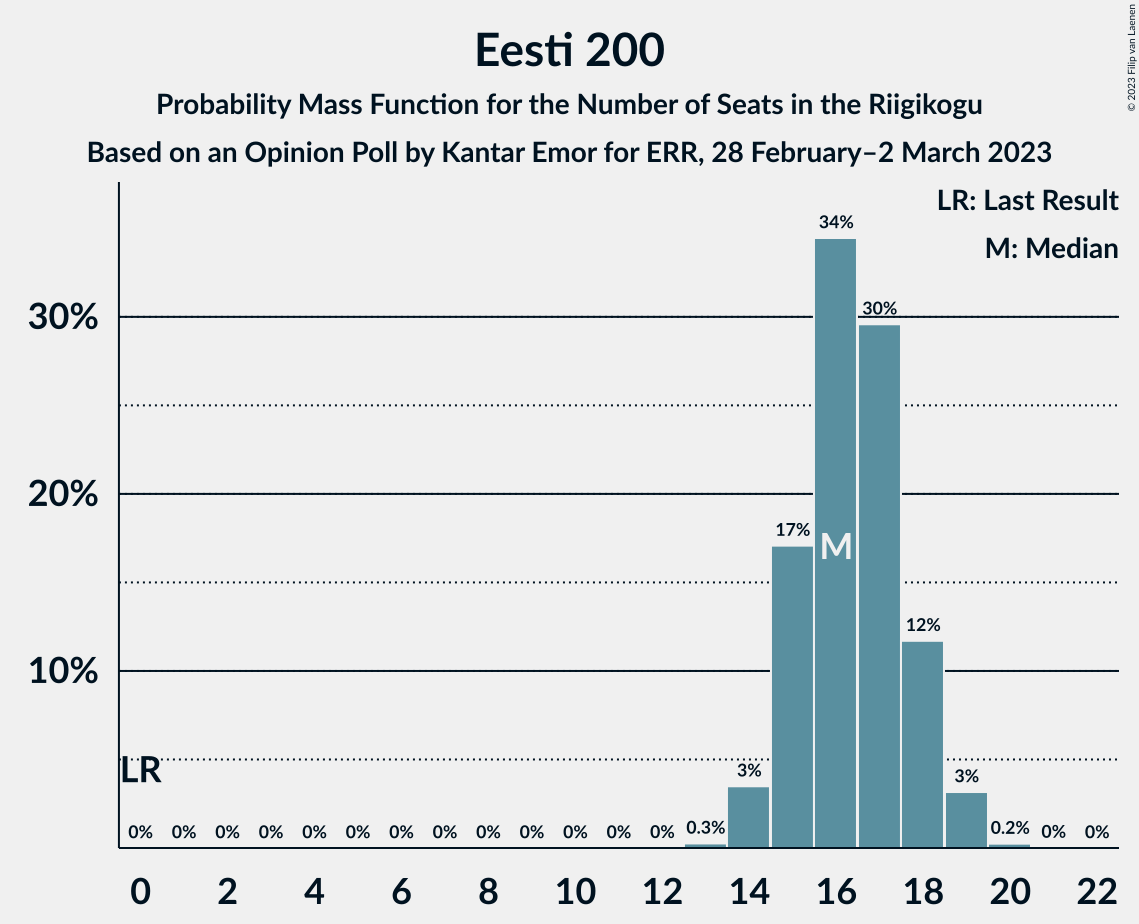 Eesti 200
Probability Mass Function for the Number of Seats in the Riigikogu
Based on an Opinion Poll by Kantar Emor for ERR, 28 February–2 March 2023
© 2023 Filip van Laenen
LR: Last Result
M: Median
30%
20%
10%
34%
30%
17%
M
12%
LR
3%
3%
0% 0% 0% 0% 0% 0% 0% 0% 0% 0% 0% 0% 0% 0.3% 0.2% 0% 0%
0 2 4 6 8 10 12 14 16 18 20 22